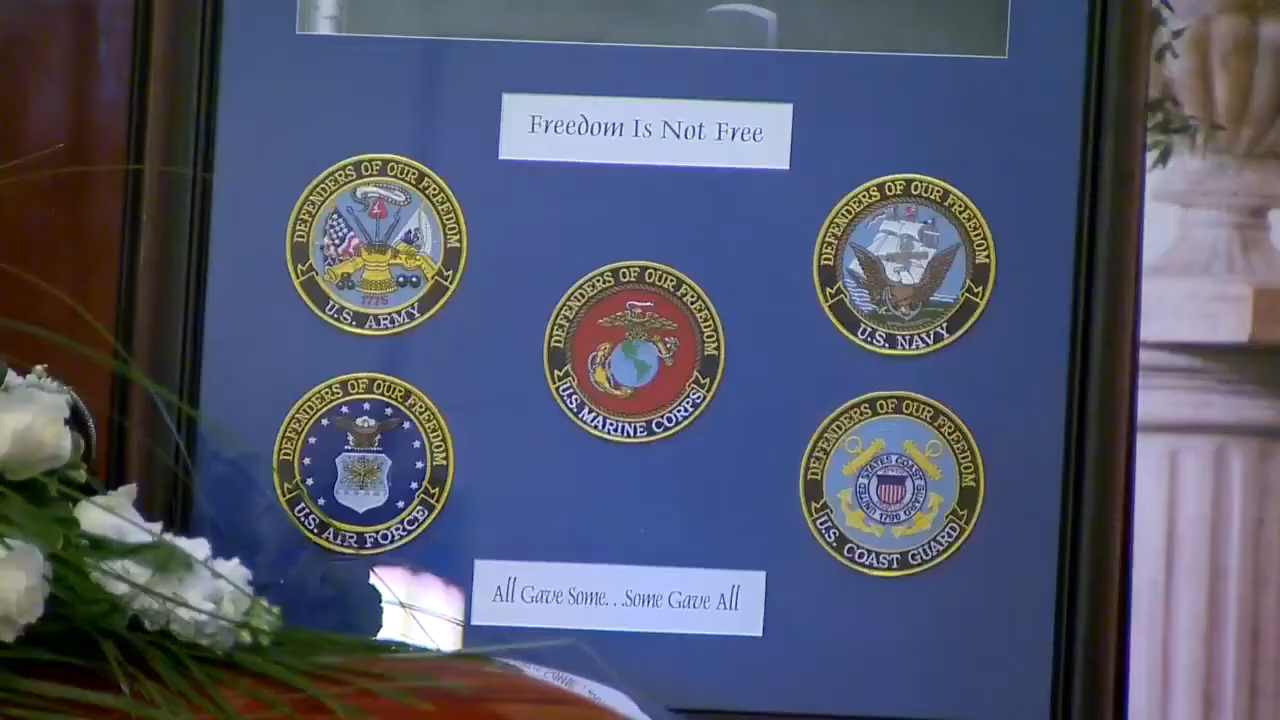 Freedom Is Not Free
DEFENDERS OF OUR FREEDOM
1775
U.S. ARMY
DEFENDERS OF OUR FREEDOM
U.S. NAVY
DEFENDERS OF OUR FREEDOM
U.S. MARINE CORPS
DEFENDERS OF OUR FREEDOM
U.S. AIR FORCE
DEFENDERS OF OUR FREEDOM
UNITED STATES COAST GUARD
1790
U.S. COAST GUARD
All Gave Some...Some Gave All